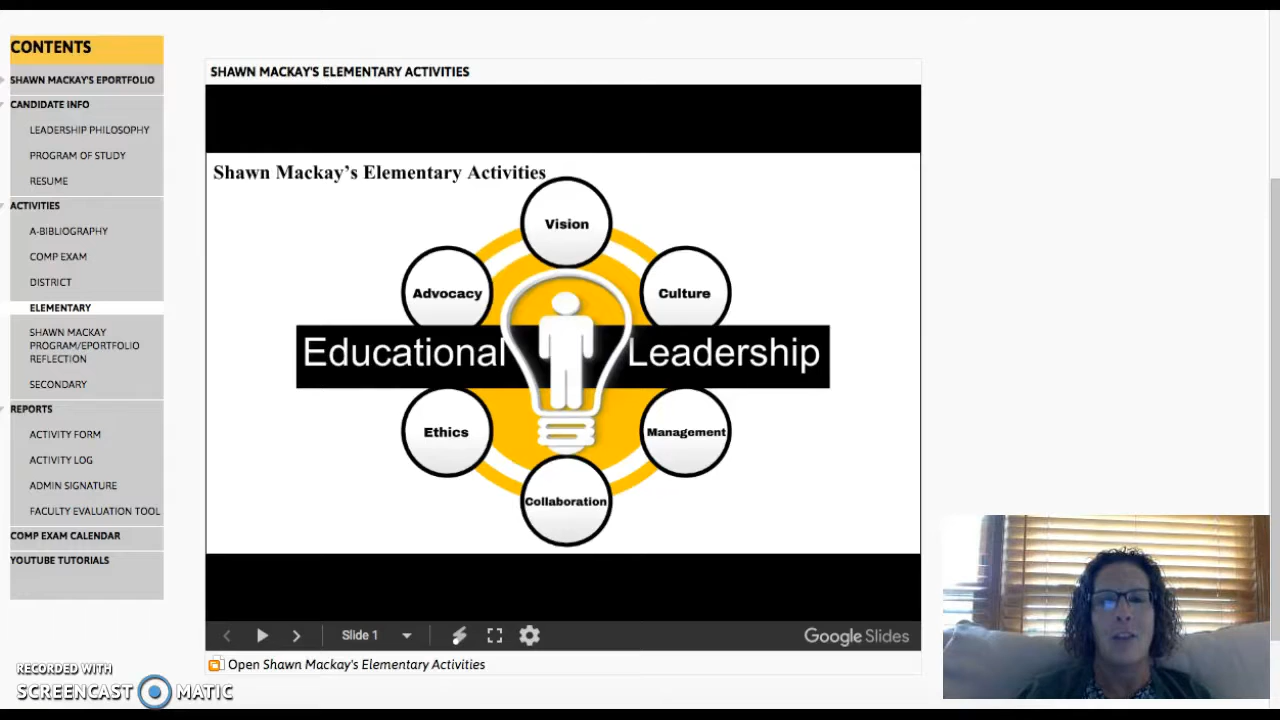 CONTENTS
SHAWN MACKAY'S EPORTFOLIO
CANDIDATE INFO
LEADERSHIP PHILOSOPHY
PROGRAM OF STUDY
RESUME
ACTIVITIES
A-BIBLIOGRAPHY
COMP EXAM
DISTRICT
ELEMENTARY
SHAWN MACKAY
PROGRAM/EPORTFOLIO
REFLECTION
SECONDARY
REPORTS
ACTIVITY FORM
ACTIVITY LOG
ADMIN SIGNATURE
FACULTY EVALUATION TOOL
COMP EXAM CALENDAR
YOUTUBE TUTORIALS
SHAWN MACKAY'S ELEMENTARY ACTIVITIES
Shawn Mackay’s Elementary Activities
Vision
Advocacy
Culture
Educational Leadership
Ethics
Management
Collaboration
Slide 1
Google Slides
Open Shawn Mackay's Elementary Activities
RECORDED WITH
SCREENCAST MATIC